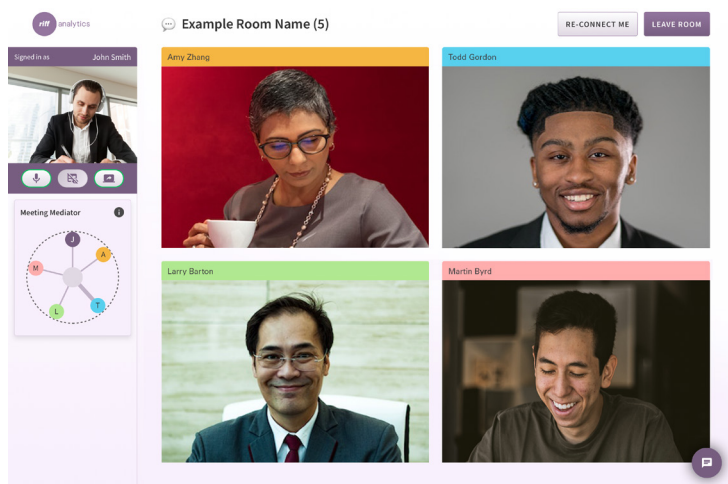 riff analytics
Example Room Name (5)
RE-CONNECT ME
LEAVE ROOM
Signed in as
John Smith
Amy Zhang
Todd Gordon
Meeting Mediator
i
J
A
M
L
T
Larry Barton
Martin Byrd